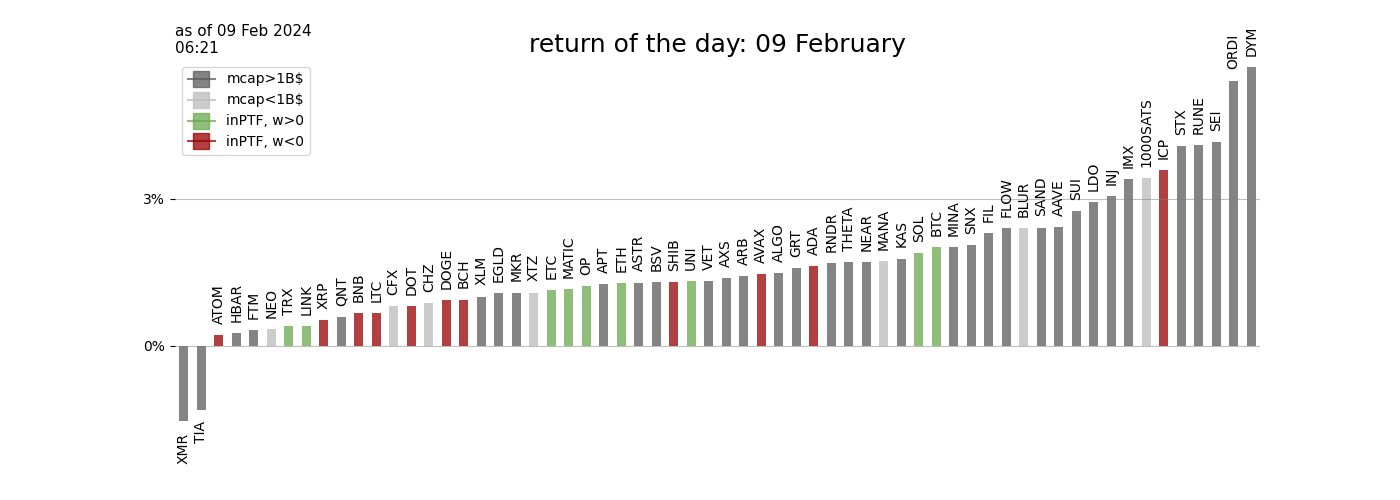 as of 09 Feb 2024
06:21
return of the day: 09 February
mcap>1B$
mcap<1B$
inPTF, w>0
inPTF, w<0
3%
0%
XMR
TIA
ATOM
HBAR
FTM
NEO
TRX
LINK
XRP
QNT
BNB
LTC
CFX
DOT
CHZ
DOGE
BCH
XLM
EGLD
MKR
XTZ
ETC
MATIC
OP
APT
ETH
ASTR
BSV
SHIB
UNI
VET
AXS
ARB
AVAX
ALGO
GRT
ADA
RNDR
THETA
NEAR
MANA
KAS
SOL
BTC
MINA
SNX
FIL
FLOW
BLUR
SAND
AAVE
SUI
LDO
INJ
IMX
1000SATS
ICP
STX
RUNE
SEI
ORDI
DYM